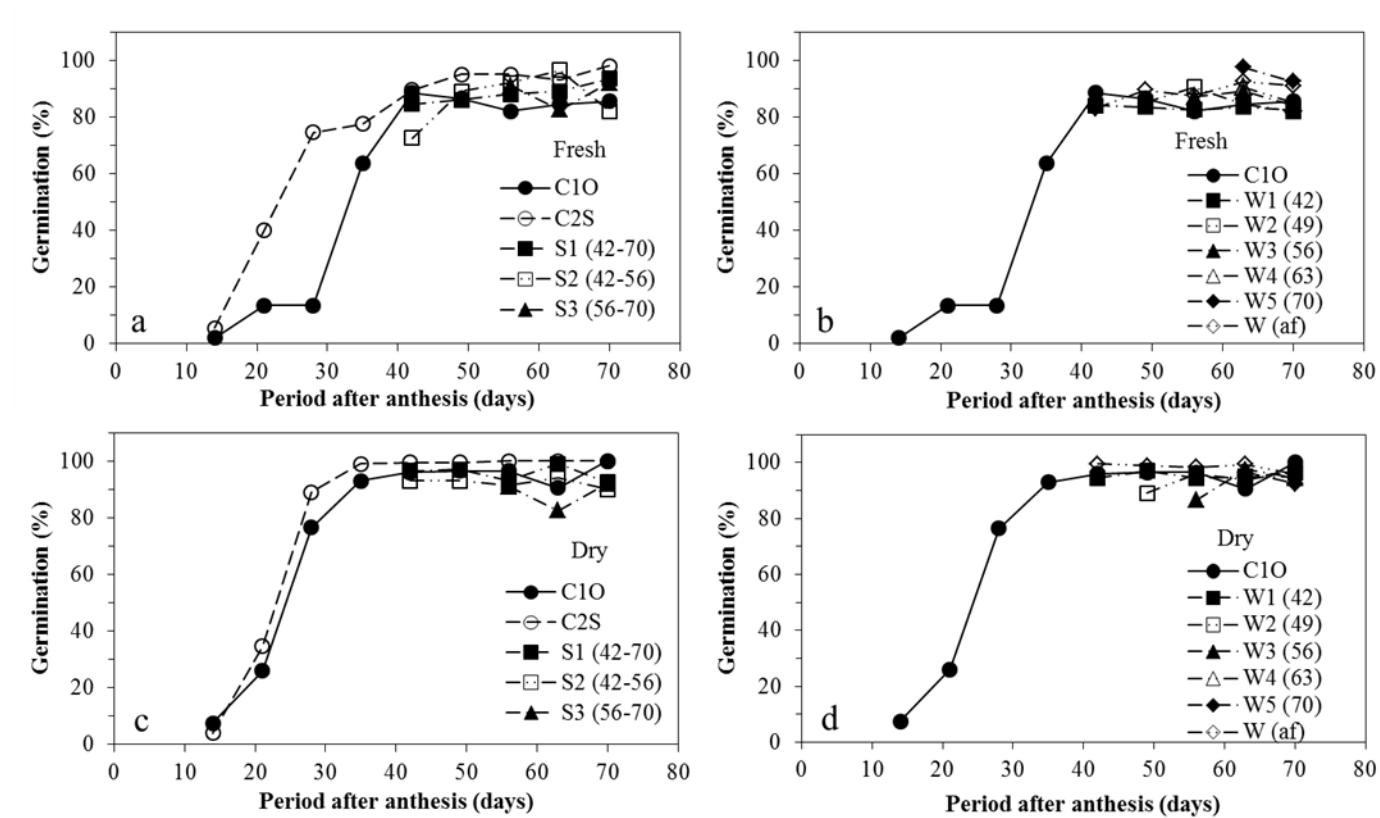 100
80
60
40
20
0
Germination (%)
Fresh
C1O
C2S
S1 (42-70)
S2 (42-56)
S3 (56-70)
a
0 10 20 30 40 50 60 70 80
Period after anthesis (days)
100
80
60
40
20
0
Germination (%)
Fresh
C1O
W1 (42)
W2 (49)
W3 (56)
W4 (63)
W5 (70)
W (af)
b
0 10 20 30 40 50 60 70 80
Period after anthesis (days)
100
80
60
40
20
0
Germination (%)
Dry
C1O
C2S
S1 (42-70)
S2 (42-56)
S3 (56-70)
c
0 10 20 30 40 50 60 70 80
Period after anthesis (days)
100
80
60
40
20
0
Germination (%)
Dry
C1O
W1 (42)
W2 (49)
W3 (56)
W4 (63)
W5 (70)
W (af)
d
0 10 20 30 40 50 60 70 80
Period after anthesis (days)